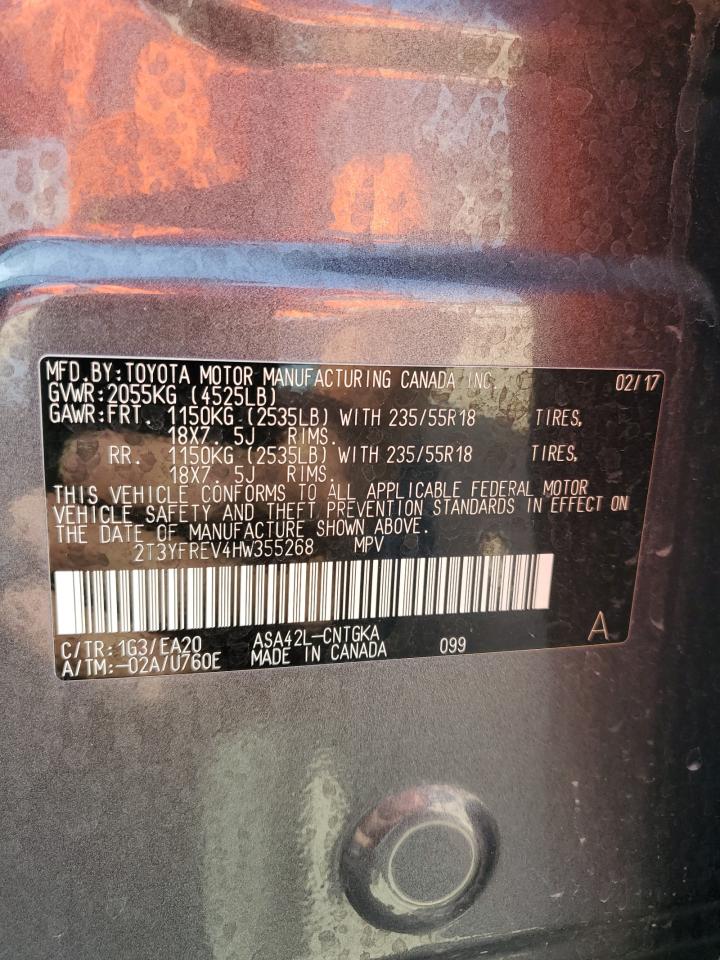 MFD.BY:TOYOTA MOTOR MANUFACTURING CANADA INC. 02/17
GVWR:2055KG (4525LB)
GAWR:FRT. 1150KG (2535LB) WITH 235/55R18 TIRES,
18X7. 5J RIMS.
RR. 1150KG (2535LB) WITH 235/55R18 TIRES,
18X7. 5J RIMS.
THIS VEHICLE CONFORMS TO ALL APPLICABLE FEDERAL MOTOR
VEHICLE SAFETY AND THEFT PREVENTION STANDARDS IN EFFECT ON
THE DATE OF MANUFACTURE SHOWN ABOVE.
2T3YFREV4HW355268 MPV
C/TR:1G3/EA20 ASA42L-CNTGKA
A/TM:-02A/U760E MADE IN CANADA 099 A